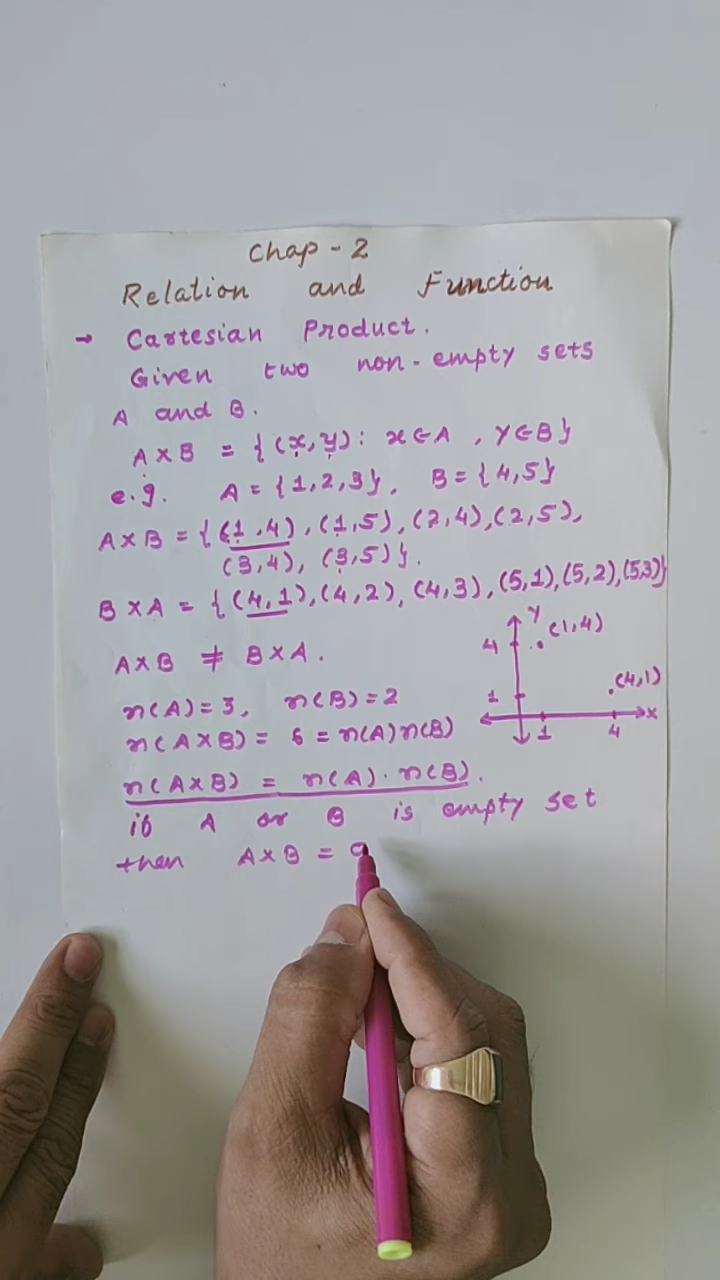 Chap - 2
Relation and Function
→ Cartesian Product.
Given two non-empty sets
A and B.
A × B = {(x, y) : x ∈ A , y ∈ B}
e.g. A = {1, 2, 3}, B = {4, 5}
A × B = {(1, 4), (1, 5), (2, 4), (2, 5),
(3, 4), (3, 5)}.
B × A = {(4, 1), (4, 2), (4, 3), (5, 1), (5, 2), (5 3)}
A × B ≠ B × A.
Y
4
(1, 4)
1
(4, 1)
X
1 4
n(A) = 3, n(B) = 2
n(A × B) = 6 = n(A) n(B)
n(A × B) = n(A) · n(B).
if A or B is empty set
then A × B =